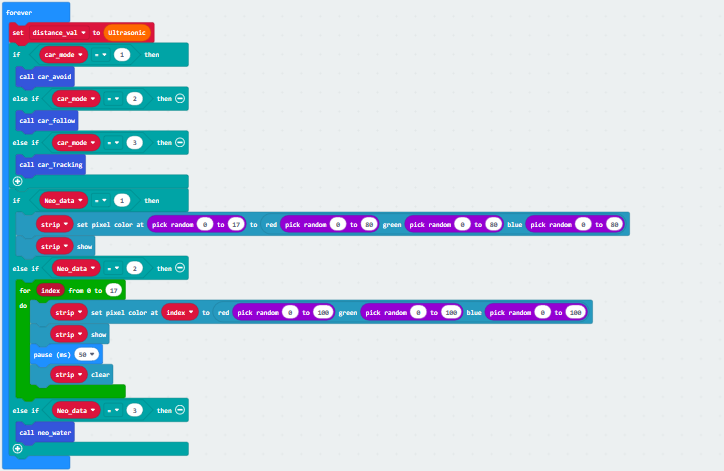 forever
set distance_val to Ultrasonic
if car_mode = 1 then
call car_avoid
else if car_mode = 2 then
call car_follow
else if car_mode = 3 then
call car_Tracking
if Neo_data = 1 then
strip set pixel color at pick random 0 to 17 to red pick random 0 to 80 green pick random 0 to 80 blue pick random 0 to 80
strip show
else if Neo_data = 2 then
for index from 0 to 17
do
strip set pixel color at index to red pick random 0 to 100 green pick random 0 to 100 blue pick random 0 to 100
strip show
pause (ms) 50
strip clear
else if Neo_data = 3 then
call neo_water